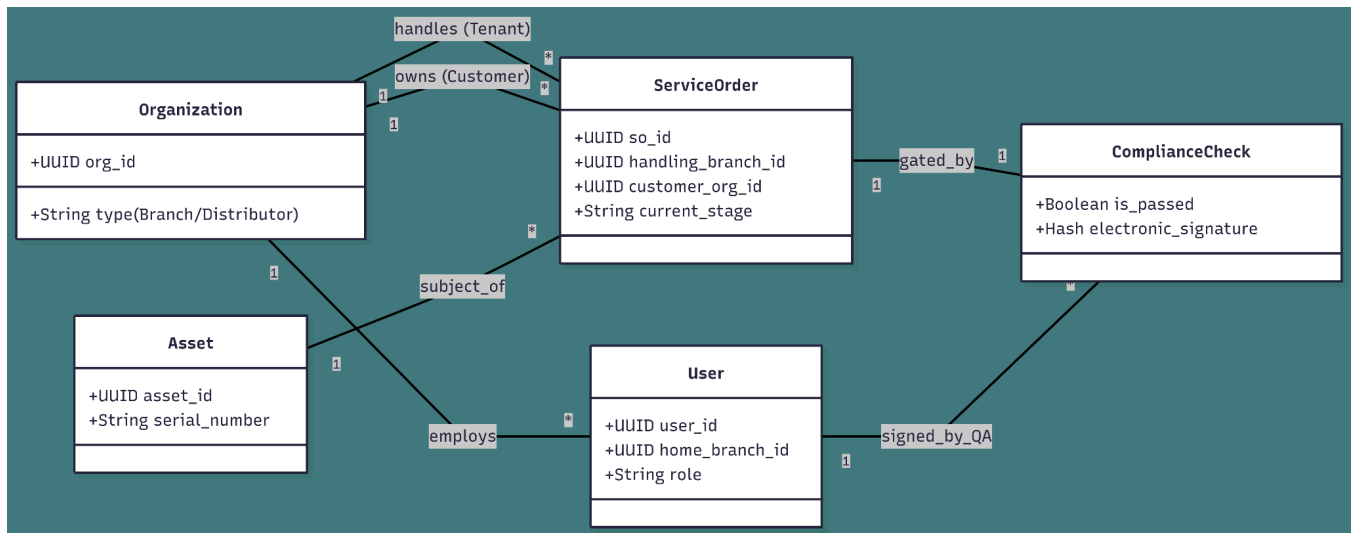 handles (Tenant)
*
owns (Customer)
*
1
1
Organization
+UUID org_id
+String type(Branch/Distributor)
ServiceOrder
+UUID so_id
+UUID handling_branch_id
+UUID customer_org_id
+String current_stage
gated_by
1
1
ComplianceCheck
+Boolean is_passed
+Hash electronic_signature
*
subject_of
1
*
1
Asset
+UUID asset_id
+String serial_number
employs
*
User
+UUID user_id
+UUID home_branch_id
+String role
signed_by_QA
1
*